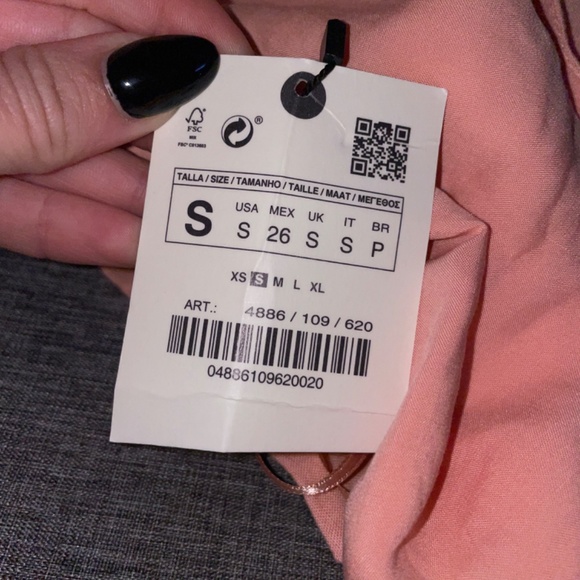 FSC
MIX
®
TALLA / SIZE / TAMANHO / TAILLE / MAAT / ΜΕΓΕΘΟΣ
S
USA MEX UK IT BR
S 26 S S P
XS S M L XL
ART.: 4886 / 109 / 620
04886109620020